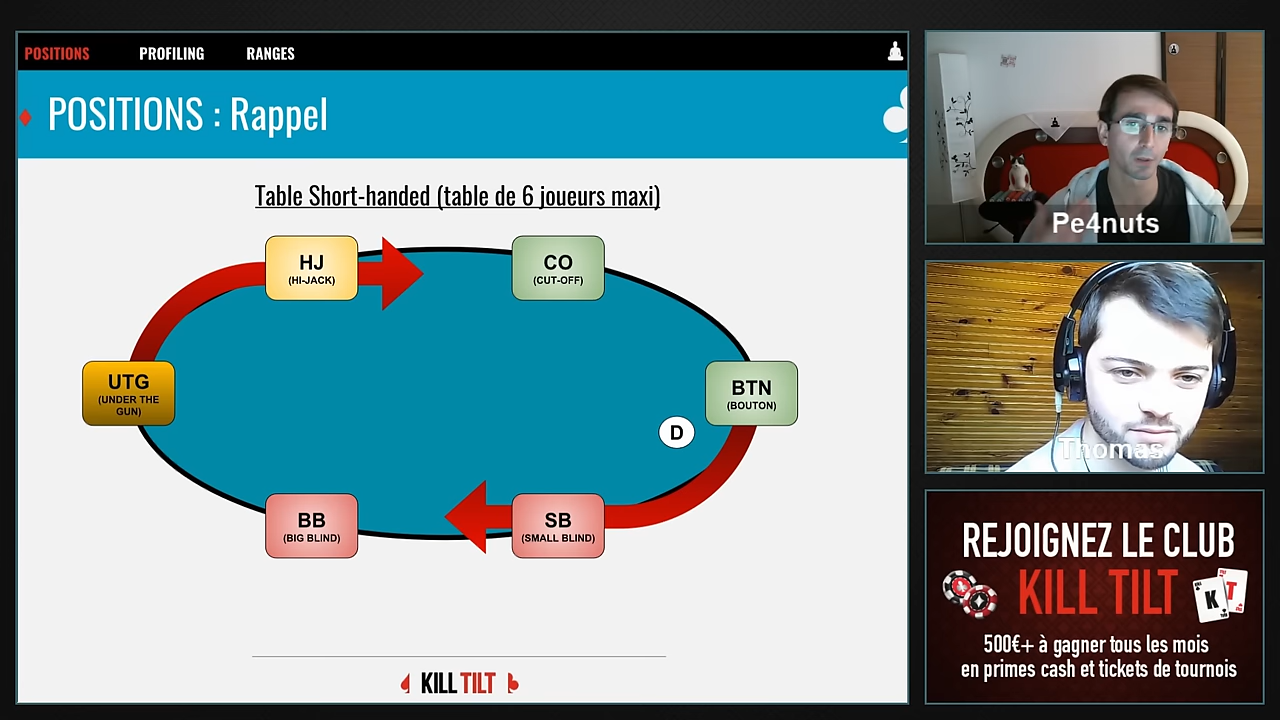 POSITIONS PROFILING RANGES
POSITIONS : Rappel
Table Short-handed (table de 6 joueurs maxi)
HJ
(HI-JACK)
CO
(CUT-OFF)
UTG
(UNDER THE
GUN)
BTN
(BOUTON)
D
BB
(BIG BLIND)
SB
(SMALL BLIND)
KILL TILT
Pe4nuts
Thomas
REJOIGNEZ LE CLUB
KILL TILT
K T
500€+ à gagner tous les mois
en primes cash et tickets de tournois